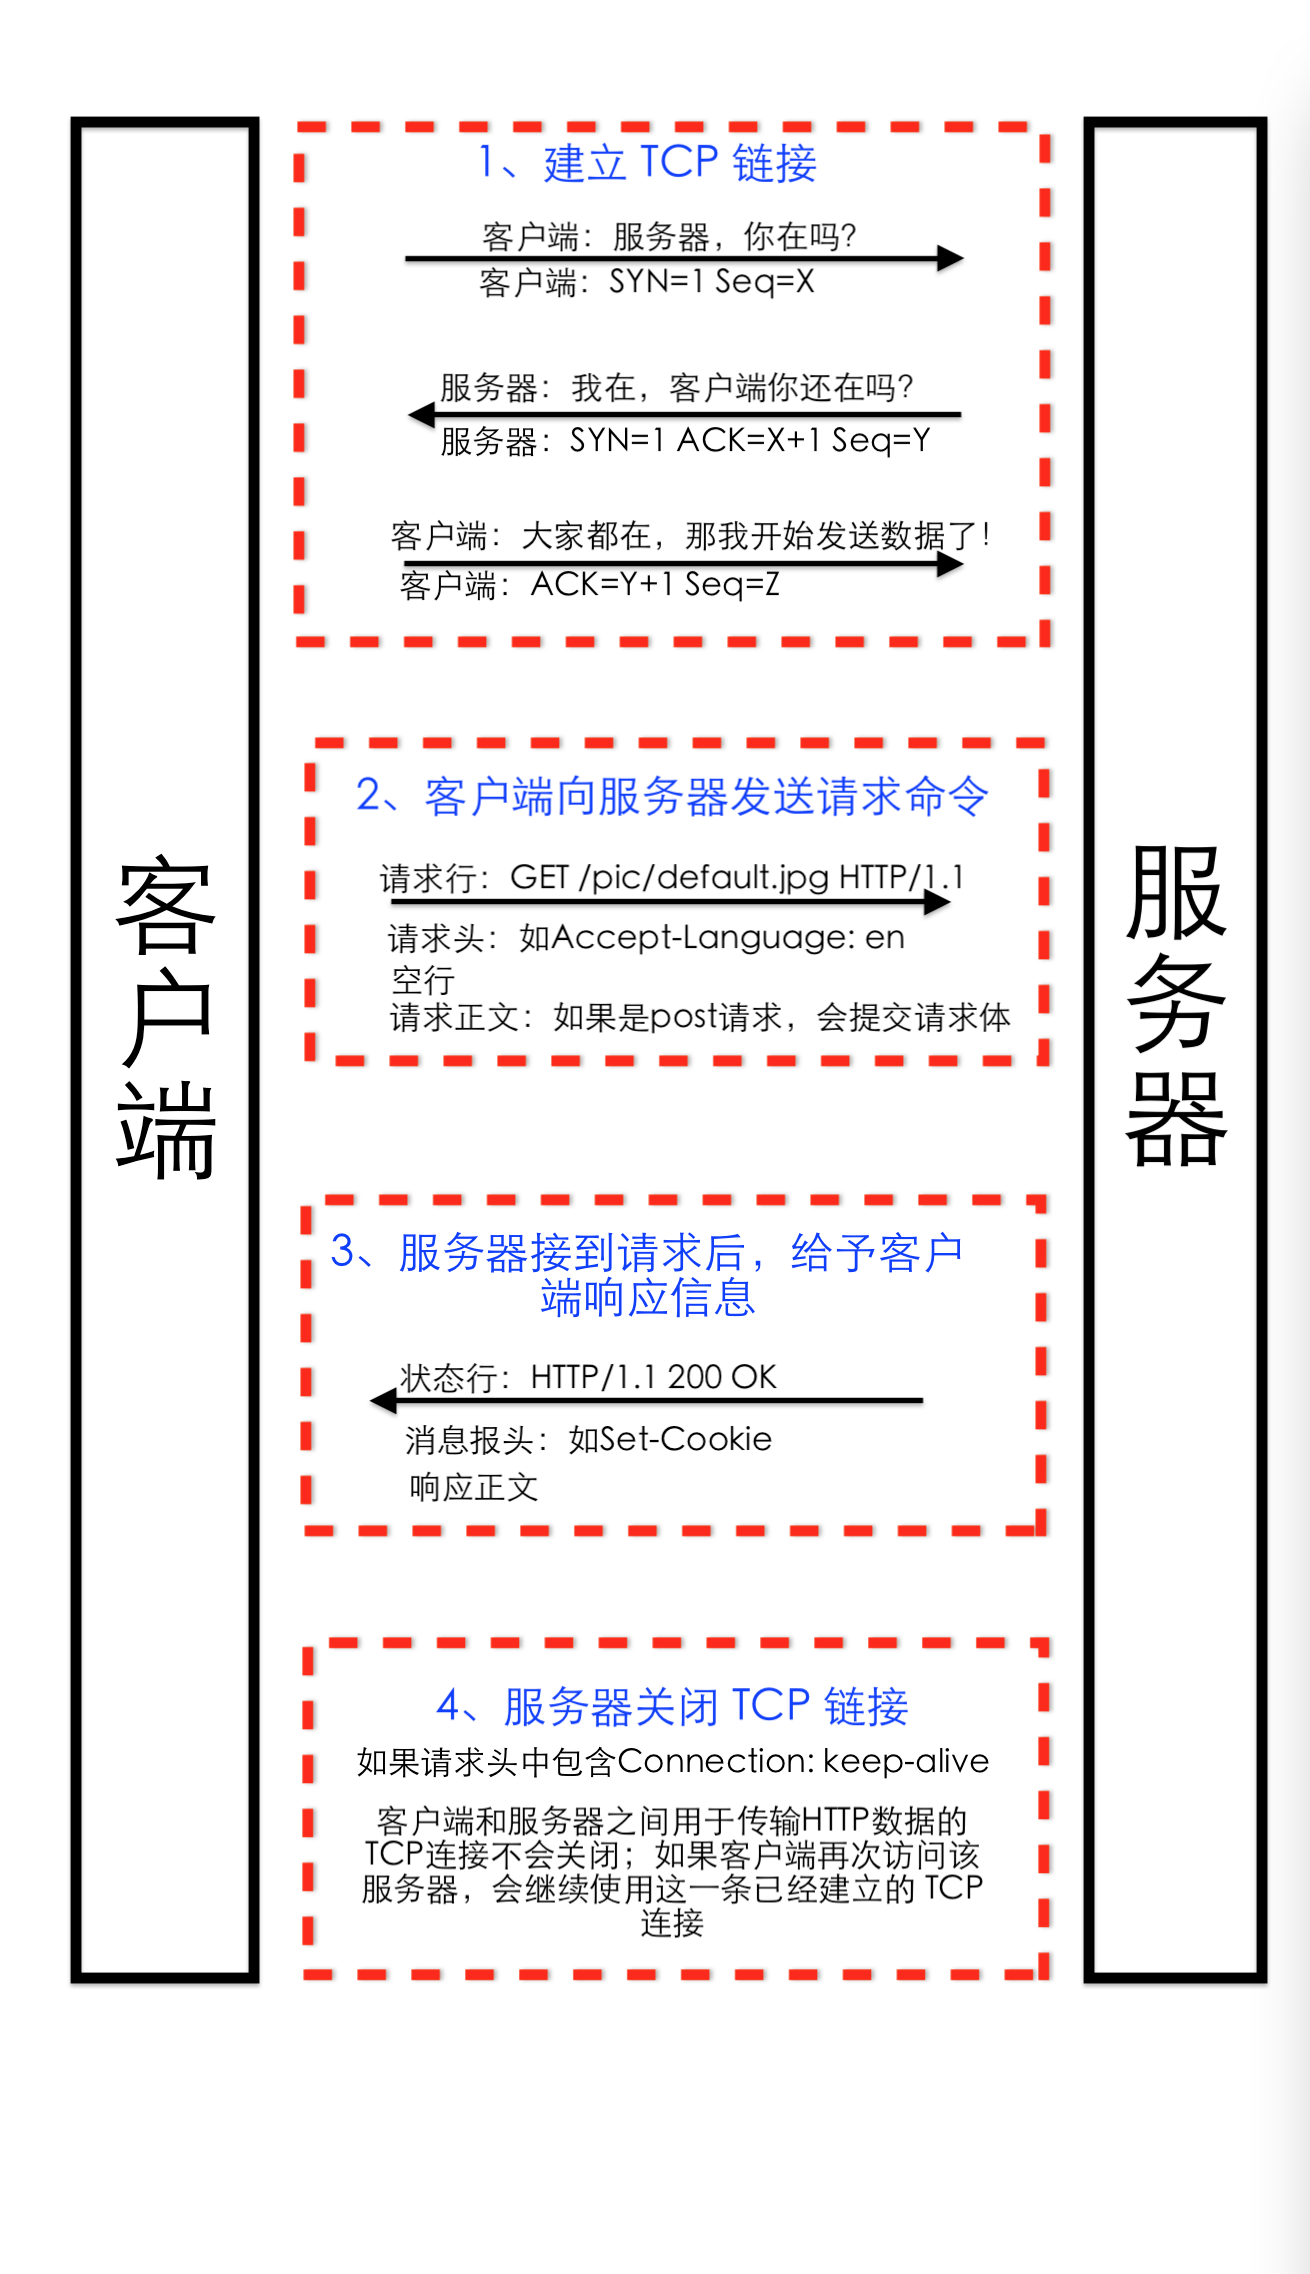 1、建立 TCP 链接
客户端：服务器，你在吗？
客户端：SYN=1 Seq=X
服务器：我在，客户端你还在吗？
服务器：SYN=1 ACK=X+1 Seq=Y
客户端：大家都在，那我开始发送数据了！
客户端：ACK=Y+1 Seq=Z
2、客户端向服务器发送请求命令
请求行：GET /pic/default.jpg HTTP/1.1
请求头：如Accept-Language: en
空行
请求正文：如果是post请求，会提交请求体
客户端
服务器
3、服务器接到请求后，给予客户
端响应信息
状态行：HTTP/1.1 200 OK
消息报头：如Set-Cookie
响应正文
4、服务器关闭 TCP 链接
如果请求头中包含Connection: keep-alive
客户端和服务器之间用于传输HTTP数据的
TCP连接不会关闭；如果客户端再次访问该
服务器，会继续使用这一条已经建立的 TCP
连接